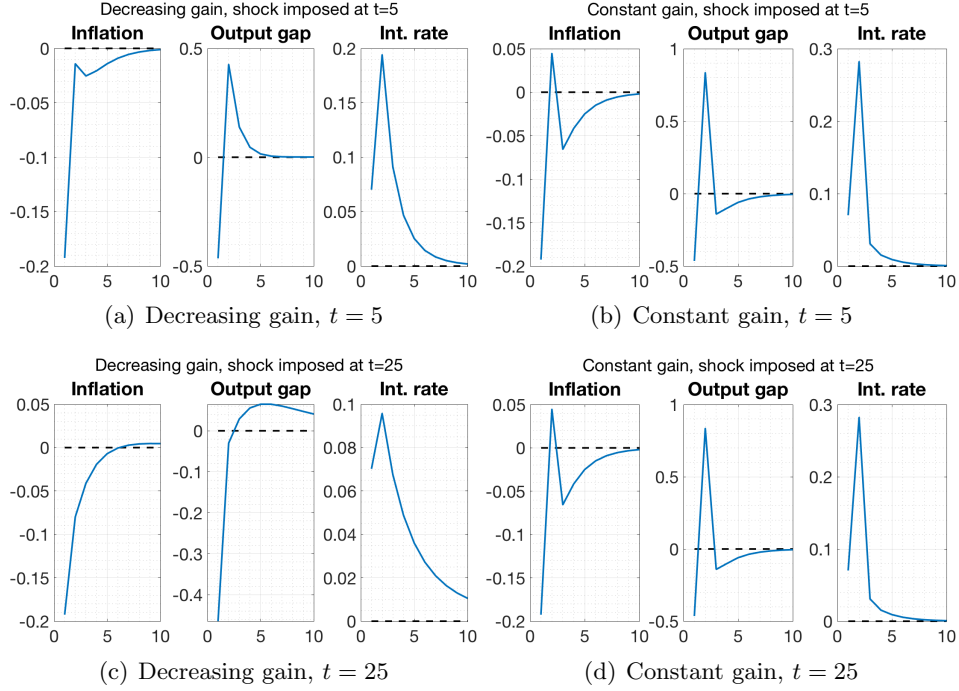 Decreasing gain, shock imposed at t=5
Inflation Output gap Int. rate
0
-0.05
-0.1
-0.15
-0.2
0 5 10
0.5
0
-0.5
0 5 10
0.2
0.15
0.1
0.05
0
0 5 10
(a) Decreasing gain, t = 5
Constant gain, shock imposed at t=5
Inflation Output gap Int. rate
0.05
0
-0.05
-0.1
-0.15
-0.2
0 5 10
1
0.5
0
-0.5
0 5 10
0.3
0.2
0.1
0
0 5 10
(b) Constant gain, t = 5
Decreasing gain, shock imposed at t=25
Inflation Output gap Int. rate
0.05
0
-0.05
-0.1
-0.15
-0.2
0 5 10
0
-0.1
-0.2
-0.3
-0.4
0 5 10
0.1
0.08
0.06
0.04
0.02
0
0 5 10
(c) Decreasing gain, t = 25
Constant gain, shock imposed at t=25
Inflation Output gap Int. rate
0.05
0
-0.05
-0.1
-0.15
-0.2
0 5 10
1
0.5
0
-0.5
0 5 10
0.3
0.2
0.1
0
0 5 10
(d) Constant gain, t = 25